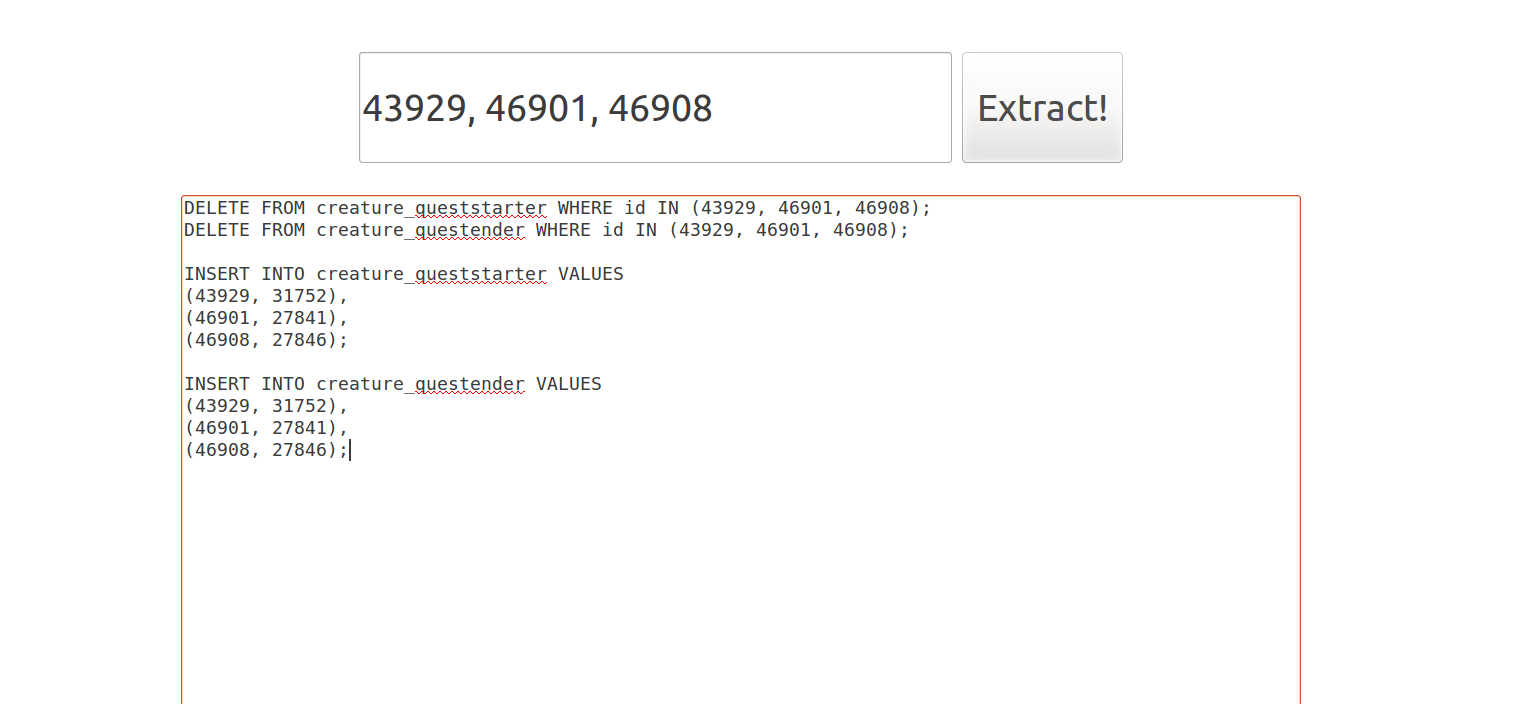 43929, 46901, 46908
Extract!
DELETE FROM creature_queststarter WHERE id IN (43929, 46901, 46908);
DELETE FROM creature_questender WHERE id IN (43929, 46901, 46908);
INSERT INTO creature_queststarter VALUES
(43929, 31752),
(46901, 27841),
(46908, 27846);
INSERT INTO creature_questender VALUES
(43929, 31752),
(46901, 27841),
(46908, 27846);